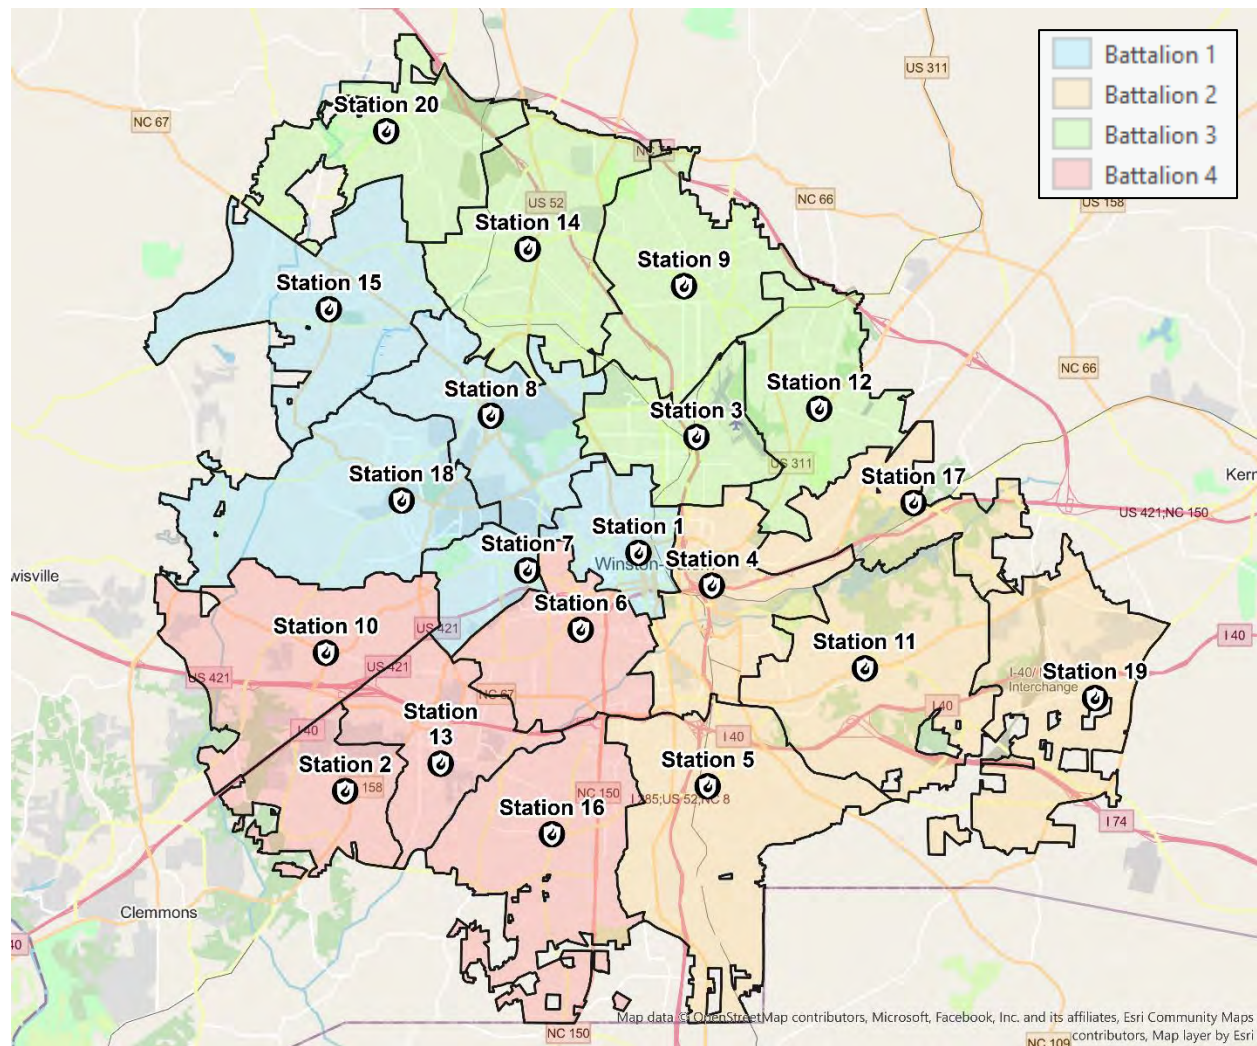 Battalion 1
Battalion 2
Battalion 3
Battalion 4
US 311
NC 67
Station 20
NC 66
US 158
US 52
Station 14
Station 9
Station 15
NC 66
Station 8
Station 12
Station 3
US 311
Station 18
Station 17
Kern
US 421;NC 150
Station 1
Station 7
Station 4
Winston-
wisville
Station 6
Station 10
US 421
I 40
Station 11
US 421
US 421
Station 19
I-40/
Interchange
NC 67
I 40
Station
13
I 40
I 40
Station 5
Station 2
158
NC 150
I 285;US 52;NC 8
Station 16
I 74
Clemmons
40
Map data © OpenStreetMap contributors, Microsoft, Facebook, Inc. and its affiliates, Esri Community Maps
contributors, Map layer by Esri
NC 150
NC 109